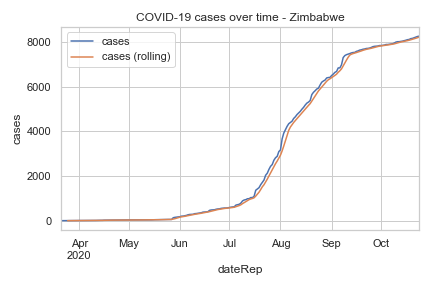 COVID-19 cases over time - Zimbabwe
cases
cases (rolling)
8000
6000
4000
2000
0
cases
Apr
2020
May
Jun
Jul
Aug
Sep
Oct
dateRep